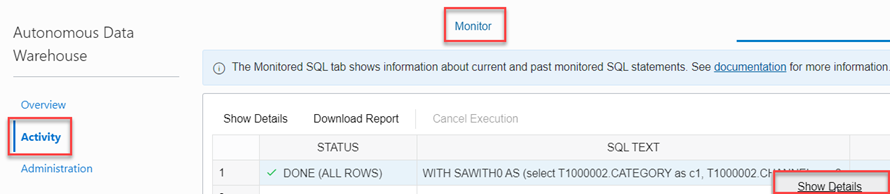 Autonomous Data
Warehouse
Monitor
The Monitored SQL tab shows information about current and past monitored SQL statements. See documentation for more information.
Overview
Activity
Administration
Show Details Download Report Cancel Execution
STATUS SQL TEXT
1 DONE (ALL ROWS) WITH SAWITH0 AS (select T1000002.CATEGORY as c1, T1000002.
Show Details